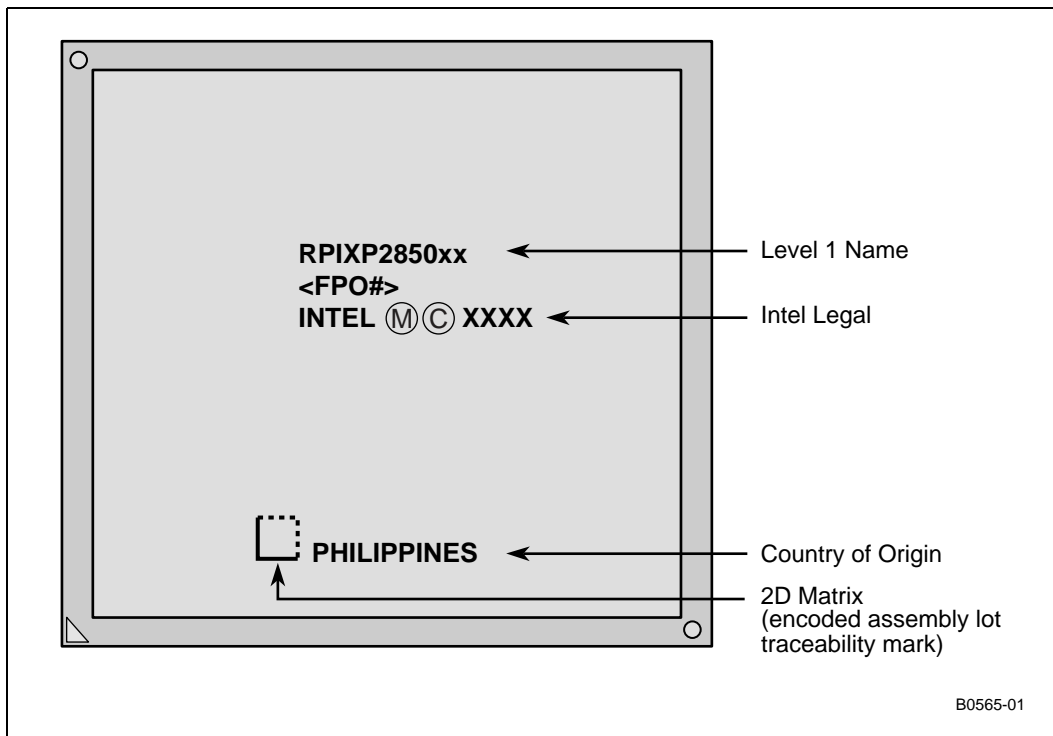 RPIXP2850xx
Level 1 Name
<FPO#>
INTEL Ⓜ Ⓒ XXXX
Intel Legal
PHILIPPINES
Country of Origin
2D Matrix
(encoded assembly lot
traceability mark)
B0565-01